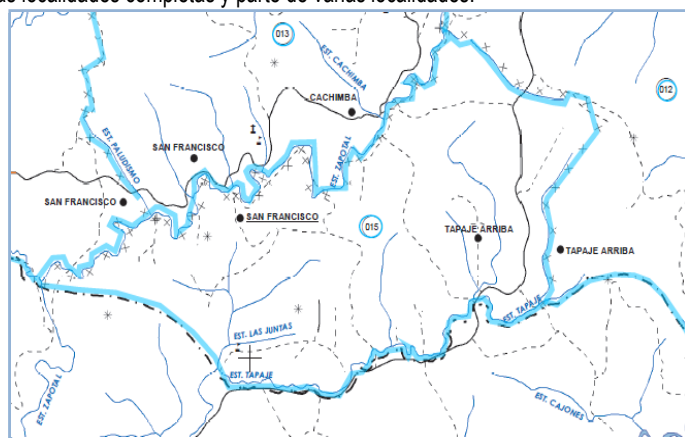 as localidades completas y parte de varias localidades.
013
EST. CACHIMBA
012
CACHIMBA
EST. PALUDISMO
SAN FRANCISCO
EST. ZAPOTAL
SAN FRANCISCO
SAN FRANCISCO
015
TAPAJE ARRIBA
TAPAJE ARRIBA
EST. TAPAJE
EST. LAS JUNTAS
EST. TAPAJE
EST. ZAPOTAL
EST. CAJONES